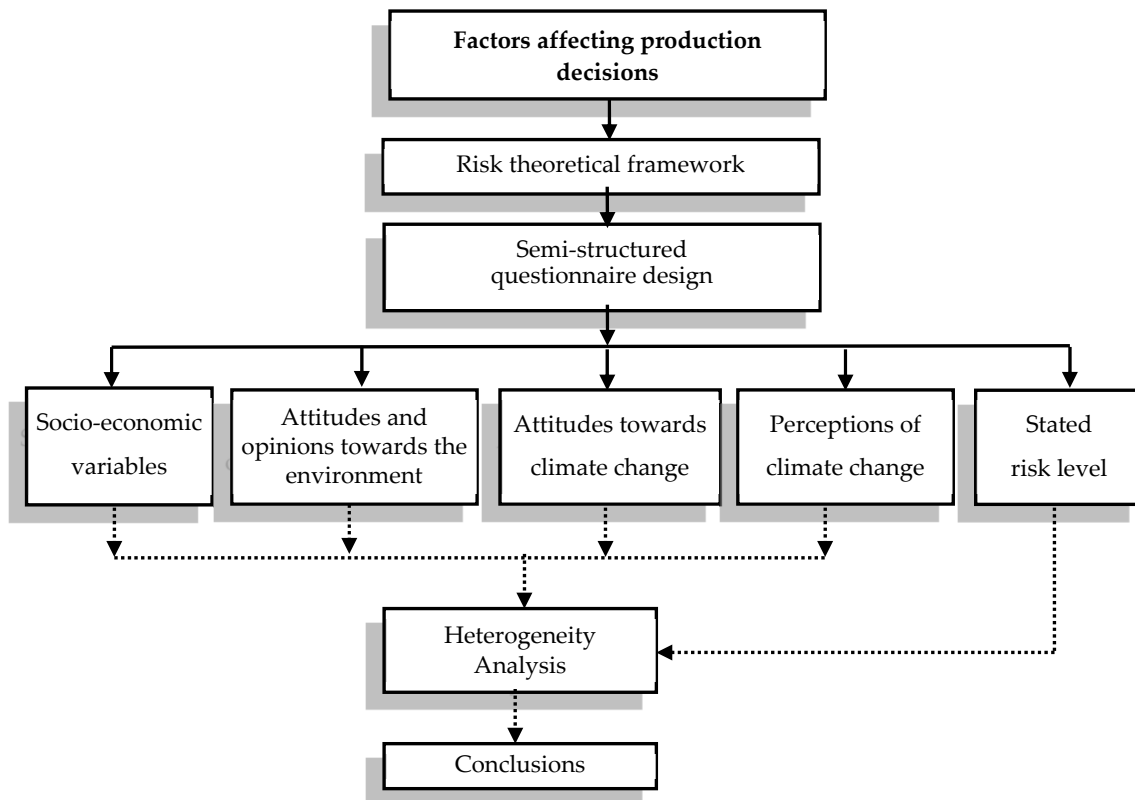 Factors affecting production
decisions
Risk theoretical framework
Semi-structured
questionnaire design
Socio-economic
variables
Attitudes and
opinions towards the
environment
Attitudes towards
climate change
Perceptions of
climate change
Stated
risk level
Heterogeneity
Analysis
Conclusions